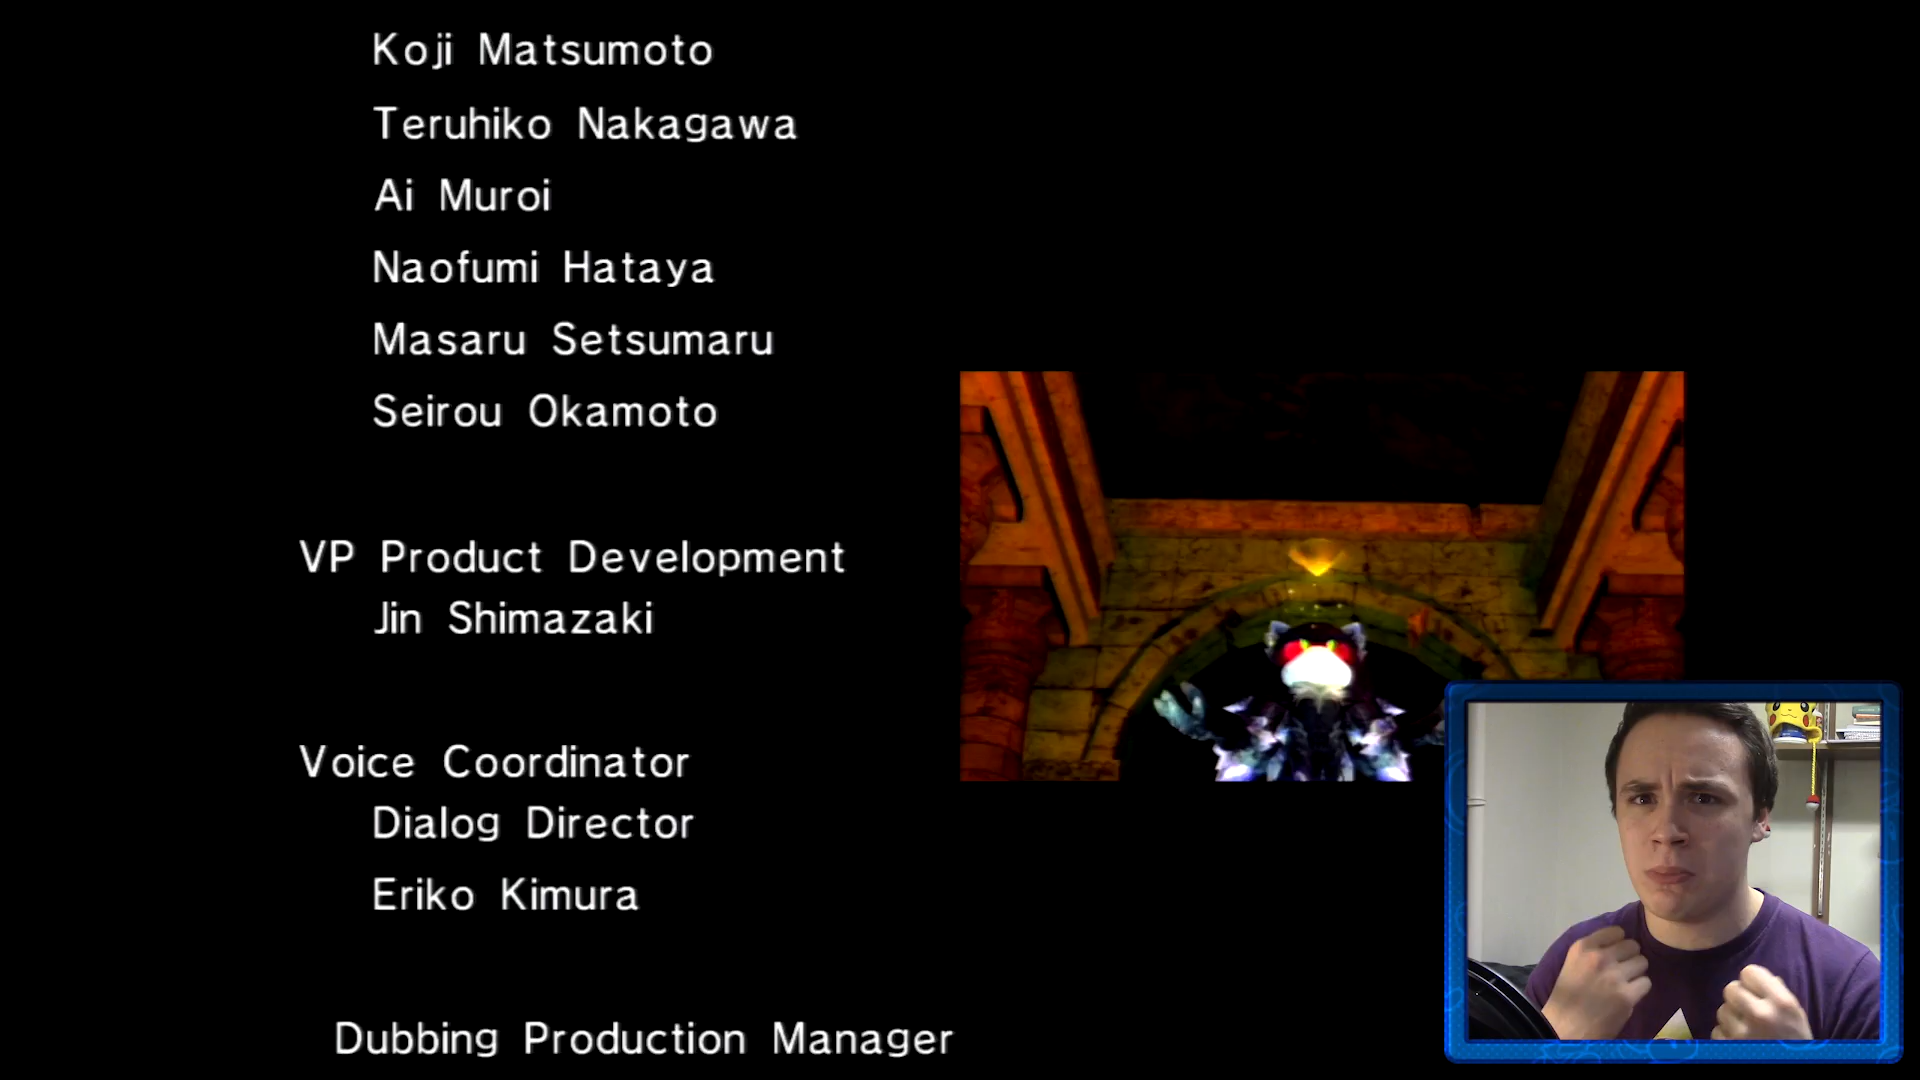 Koji Matsumoto
Teruhiko Nakagawa
Ai Muroi
Naofumi Hataya
Masaru Setsumaru
Seirou Okamoto
VP Product Development
Jin Shimazaki
Voice Coordinator
Dialog Director
Eriko Kimura
Dubbing Production Manager